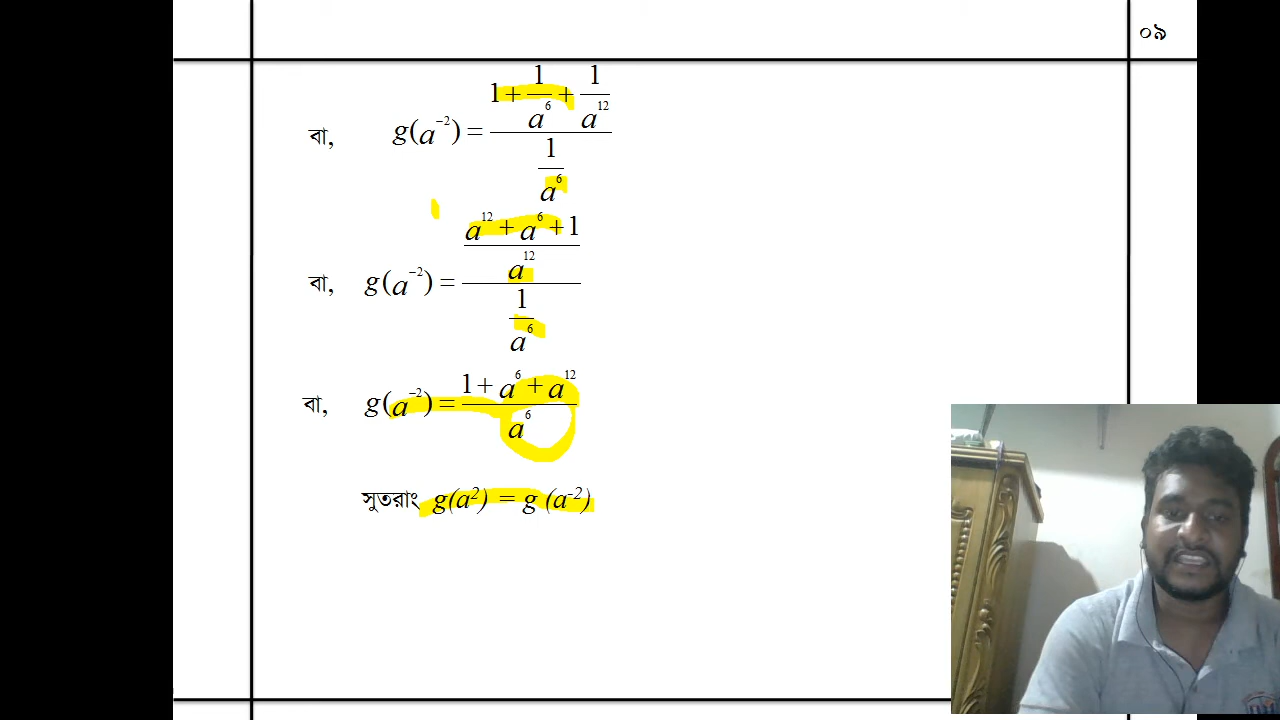 ০৯
বা, g(a⁻²) = (1 + 1/a⁶ + 1/a¹²) / (1/a⁶)
বা, g(a⁻²) = ((a¹² + a⁶ + 1)/a¹²) / (1/a⁶)
বা, g(a⁻²) = (1 + a⁶ + a¹²) / a⁶
সুতরাং g(a²) = g (a⁻²)